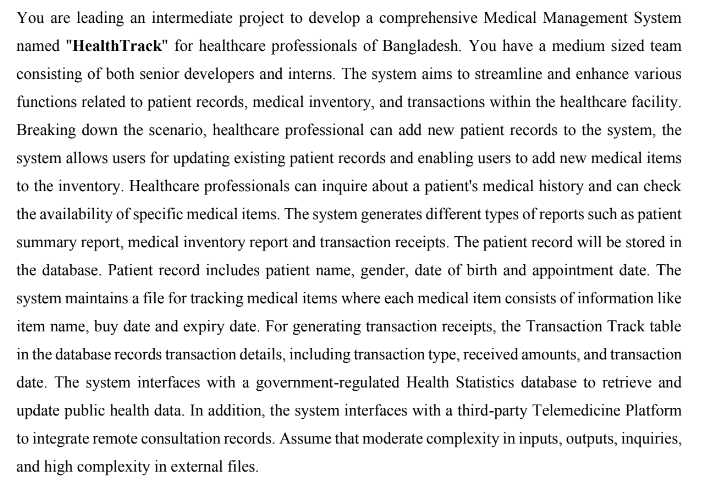 You are leading an intermediate project to develop a comprehensive Medical Management System
named "HealthTrack" for healthcare professionals of Bangladesh. You have a medium sized team
consisting of both senior developers and interns. The system aims to streamline and enhance various
functions related to patient records, medical inventory, and transactions within the healthcare facility.
Breaking down the scenario, healthcare professional can add new patient records to the system, the
system allows users for updating existing patient records and enabling users to add new medical items
to the inventory. Healthcare professionals can inquire about a patient's medical history and can check
the availability of specific medical items. The system generates different types of reports such as patient
summary report, medical inventory report and transaction receipts. The patient record will be stored in
the database. Patient record includes patient name, gender, date of birth and appointment date. The
system maintains a file for tracking medical items where each medical item consists of information like
item name, buy date and expiry date. For generating transaction receipts, the Transaction Track table
in the database records transaction details, including transaction type, received amounts, and transaction
date. The system interfaces with a government-regulated Health Statistics database to retrieve and
update public health data. In addition, the system interfaces with a third-party Telemedicine Platform
to integrate remote consultation records. Assume that moderate complexity in inputs, outputs, inquiries,
and high complexity in external files.